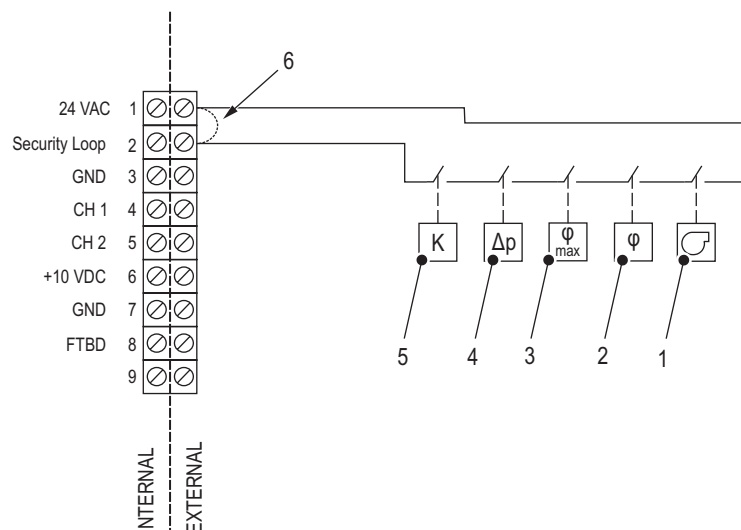 6
24 VAC 1
Security Loop 2
GND 3
CH 1 4
CH 2 5
+10 VDC 6
GND 7
FTBD 8
9
K Δp φ max φ
5 4 3 2 1
INTERNAL
EXTERNAL